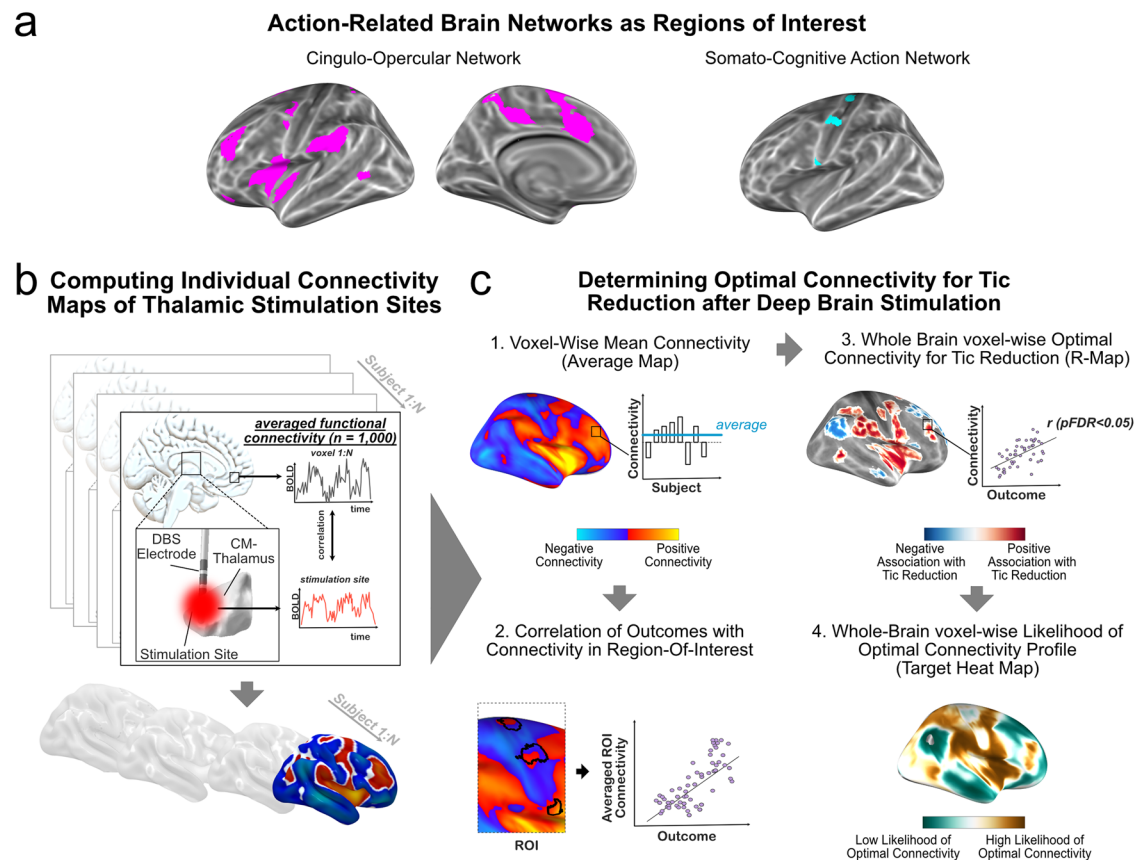 a
Action-Related Brain Networks as Regions of Interest
Cingulo-Opercular Network
Somato-Cognitive Action Network
b
Computing Individual Connectivity
Maps of Thalamic Stimulation Sites
Subject 1:N
averaged functional
connectivity (n = 1,000)
voxel 1:N
BOLD
time
correlation
DBS
Electrode
CM-
Thalamus
stimulation site
BOLD
time
Stimulation Site
Subject 1:N
c
Determining Optimal Connectivity for Tic
Reduction after Deep Brain Stimulation
1. Voxel-Wise Mean Connectivity
(Average Map)
Connectivity
average
Subject
Negative
Connectivity
Positive
Connectivity
2. Correlation of Outcomes with
Connectivity in Region-Of-Interest
ROI
Averaged ROI
Connectivity
Outcome
3. Whole Brain voxel-wise Optimal
Connectivity for Tic Reduction (R-Map)
Connectivity
r (pFDR<0.05)
Outcome
Negative
Association with
Tic Reduction
Positive
Association with
Tic Reduction
4. Whole-Brain voxel-wise Likelihood of
Optimal Connectivity Profile
(Target Heat Map)
Low Likelihood of
Optimal Connectivity
High Likelihood of
Optimal Connectivity